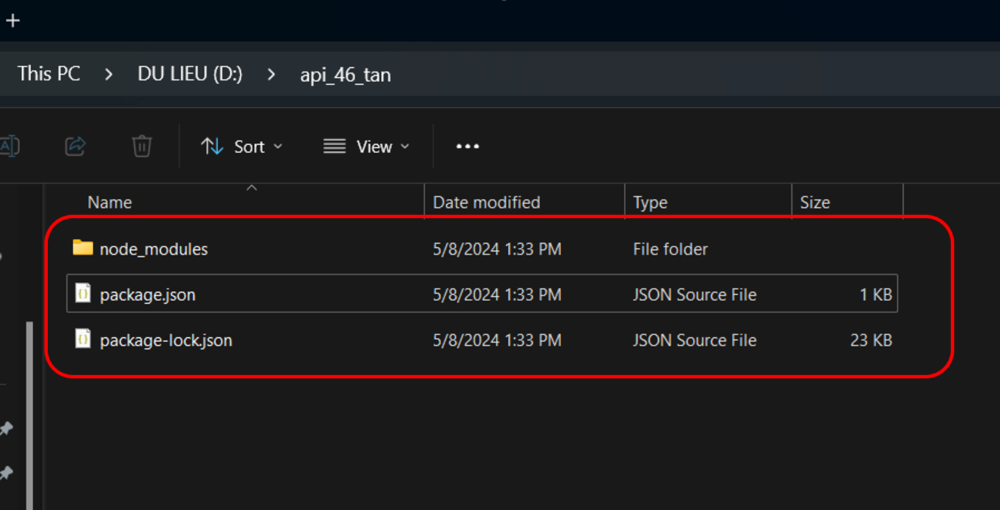 This PC > DU LIEU (D:) > api_46_tan
Sort View
Name Date modified Type Size
node_modules 5/8/2024 1:33 PM File folder
package.json 5/8/2024 1:33 PM JSON Source File 1 KB
package-lock.json 5/8/2024 1:33 PM JSON Source File 23 KB